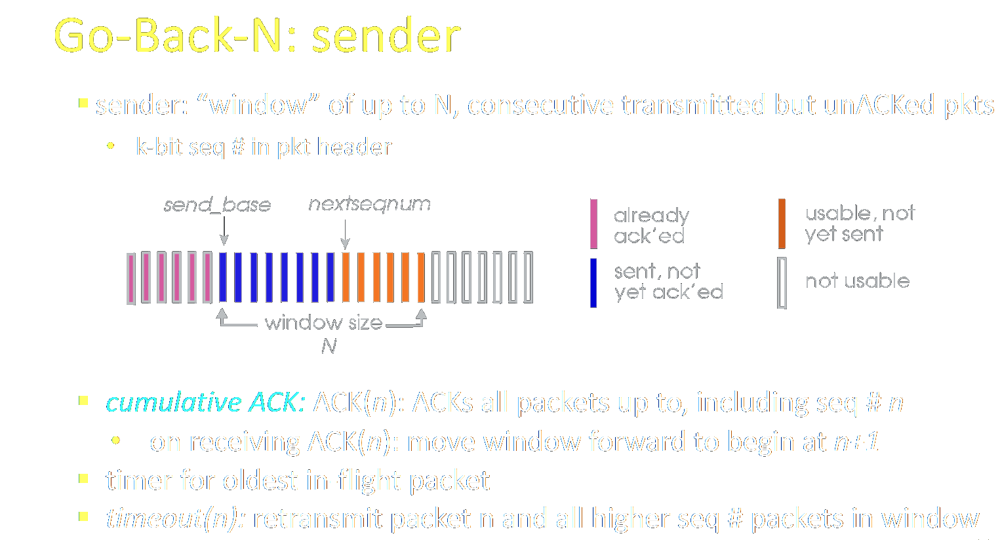 Go-Back-N: sender
▪ sender: “window” of up to N, consecutive transmitted but unACKed pkts
• k-bit seq # in pkt header
send_base nextseqnum
already
ack’ed
usable, not
yet sent
sent, not
yet ack’ed
not usable
window size
N
▪ cumulative ACK: ACK(n): ACKs all packets up to, including seq # n
• on receiving ACK(n): move window forward to begin at n+1
▪ timer for oldest in-flight packet
▪ timeout(n): retransmit packet n and all higher seq # packets in window